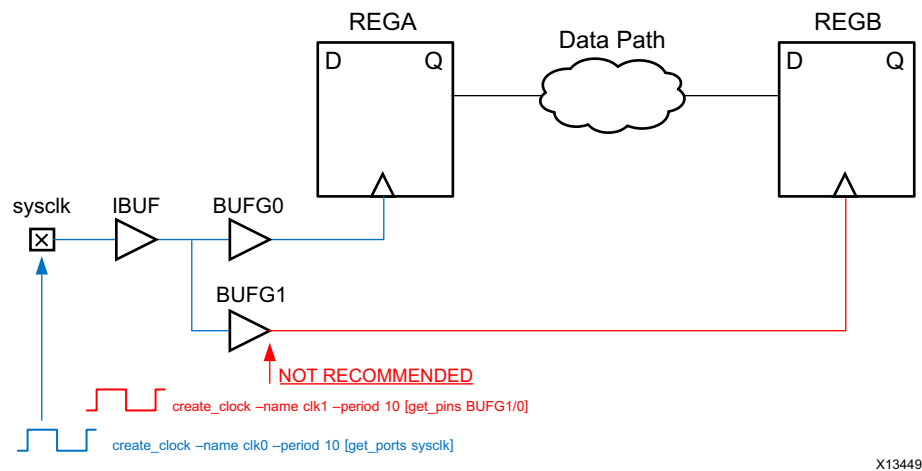 REGA
REGB
D Q
Data Path
D Q
sysclk
IBUF
BUFG0
BUFG1
NOT RECOMMENDED
create_clock –name clk1 –period 10 [get_pins BUFG1/0]
create_clock –name clk0 –period 10 [get_ports sysclk]
X13449